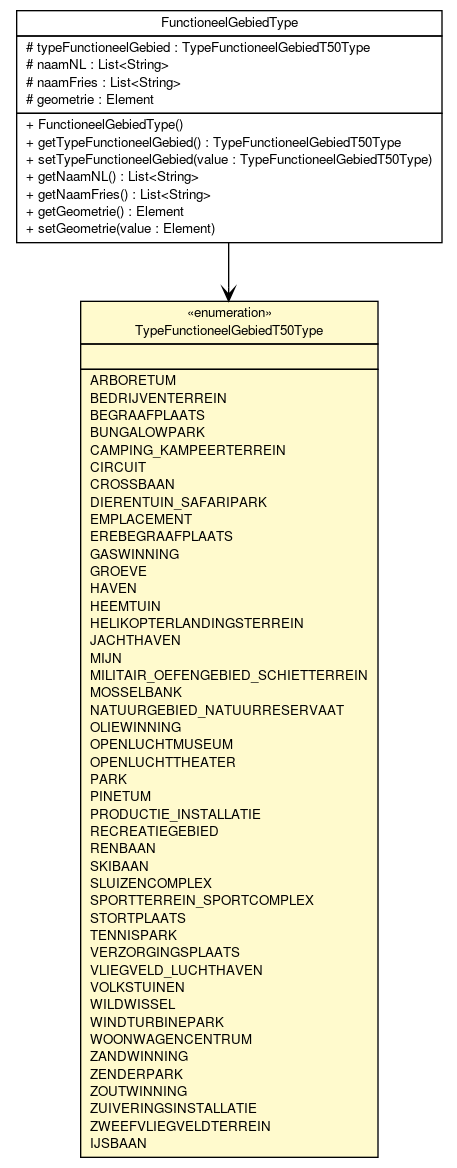 FunctioneelGebiedType
# typeFunctioneelGebied : TypeFunctioneelGebiedT50Type
# naamNL : List<String>
# naamFries : List<String>
# geometrie : Element
+ FunctioneelGebiedType()
+ getTypeFunctioneelGebied() : TypeFunctioneelGebiedT50Type
+ setTypeFunctioneelGebied(value : TypeFunctioneelGebiedT50Type)
+ getNaamNL() : List<String>
+ getNaamFries() : List<String>
+ getGeometrie() : Element
+ setGeometrie(value : Element)
«enumeration»
TypeFunctioneelGebiedT50Type
ARBORETUM
BEDRIJVENTERREIN
BEGRAAFPLAATS
BUNGALOWPARK
CAMPING_KAMPEERTERREIN
CIRCUIT
CROSSBAAN
DIERENTUIN_SAFARIPARK
EMPLACEMENT
EREBEGRAAFPLAATS
GASWINNING
GROEVE
HAVEN
HEEMTUIN
HELIKOPTERLANDINGSTERREIN
JACHTHAVEN
MIJN
MILITAIR_OEFENGEBIED_SCHIETTERREIN
MOSSELBANK
NATUURGEBIED_NATUURRESERVAAT
OLIEWINNING
OPENLUCHTMUSEUM
OPENLUCHTTHEATER
PARK
PINETUM
PRODUCTIE_INSTALLATIE
RECREATIEGEBIED
RENBAAN
SKIBAAN
SLUIZENCOMPLEX
SPORTTERREIN_SPORTCOMPLEX
STORTPLAATS
TENNISPARK
VERZORGINGSPLAATS
VLIEGVELD_LUCHTHAVEN
VOLKSTUINEN
WILDWISSEL
WINDTURBINEPARK
WOONWAGENCENTRUM
ZANDWINNING
ZENDERPARK
ZOUTWINNING
ZUIVERINGSINSTALLATIE
ZWEEFVLIEGVELDTERREIN
IJSBAAN